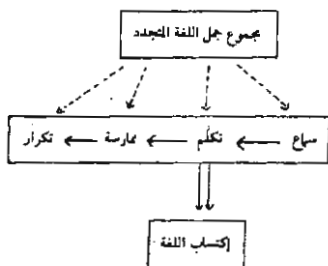 مجموع جمل اللغة المتجدد
سماع ← تكلم ← ممارسة ← تكرار
إكتساب اللغة